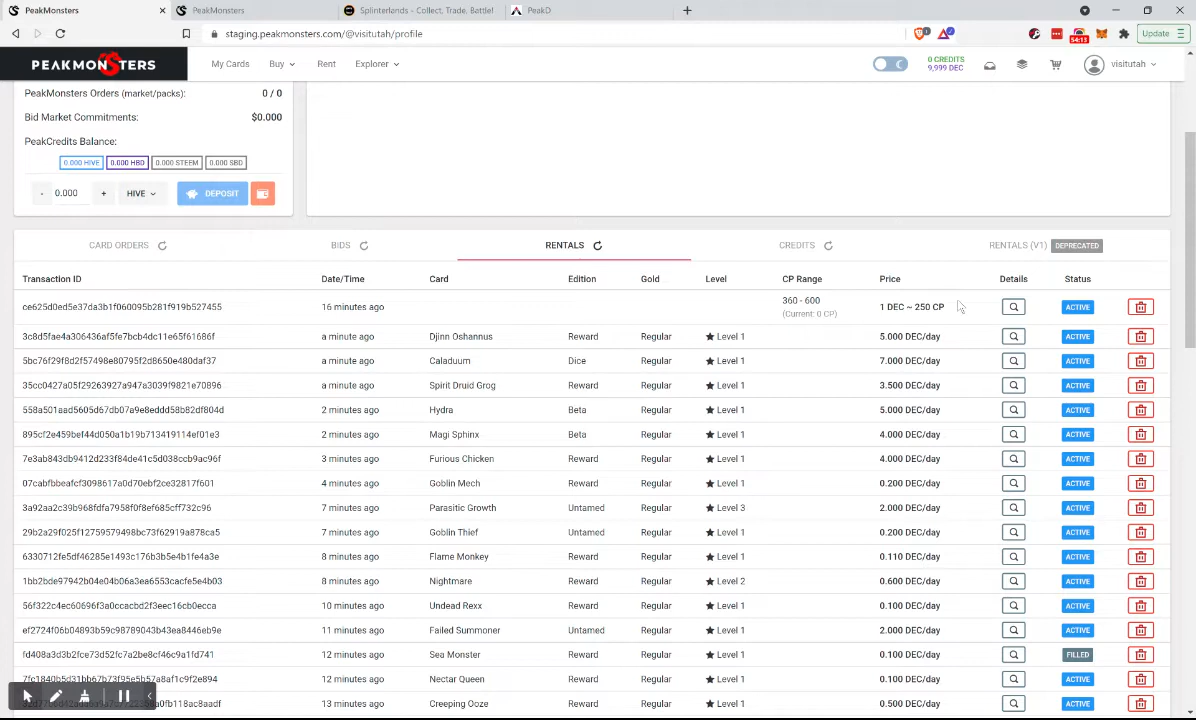 PeakMonsters
PeakMonsters
Splinterlands - Collect, Trade, Battle!
PeakD
staging.peakmonsters.com/@visitutah/profile
Update
PEAKMONSTERS
My Cards
Buy
Rent
Explorer
0 CREDITS
9,999 DEC
visitutah
PeakMonsters Orders (market/packs): 0 / 0
Bid Market Commitments: $0.000
PeakCredits Balance:
0.000 HIVE 0.000 HBD 0.000 STEEM 0.000 SBD
- 0.000 + HIVE DEPOSIT
CARD ORDERS BIDS RENTALS CREDITS RENTALS (V1) DEPRECATED
Transaction ID Date/Time Card Edition Gold Level CP Range Price Details Status
ce625d0ed5e37da3b1f060095b281f919b527455 16 minutes ago 360 - 600 1 DEC ~ 250 CP ACTIVE
(Current: 0 CP)
3c8d5fae4a306436af5fe7bcb4dc11e65f61686f a minute ago Djinn Oshannus Reward Regular Level 1 5.000 DEC/day ACTIVE
5bc76f29f8d2f57498e80795f2d8650e480daf37 a minute ago Caladuum Dice Regular Level 1 7.000 DEC/day ACTIVE
35cc0427a05f29363927a947a3039f9821e70896 a minute ago Spirit Druid Grog Reward Regular Level 1 3.500 DEC/day ACTIVE
558a501aad5605d67db07a9e8eddd58b82df804d 2 minutes ago Hydra Beta Regular Level 1 5.000 DEC/day ACTIVE
895cf2e459bef44d050a1b19b713419114ef01e3 2 minutes ago Magi Sphinx Beta Regular Level 1 4.000 DEC/day ACTIVE
7e3ab843db9412d233f84de41c5d038ccb9ac96f 3 minutes ago Furious Chicken Reward Regular Level 1 4.000 DEC/day ACTIVE
07cabfbbeafcf3098617a0d70ebf2ce32817f601 4 minutes ago Goblin Mech Reward Regular Level 1 0.200 DEC/day ACTIVE
3a92aa2c39b968fdfa7958f0f8ef685cff732c96 7 minutes ago Parasitic Growth Untamed Regular Level 3 2.000 DEC/day ACTIVE
29b2a29f025f12759579498bc73f62919a878ca5 7 minutes ago Goblin Thief Untamed Regular Level 1 0.200 DEC/day ACTIVE
6330712fe5df46285e1493c176b3b5e4b1fe4a3e 8 minutes ago Flame Monkey Reward Regular Level 1 0.110 DEC/day ACTIVE
1bb2bde97942b04e04b06a3ea6553cacfe5e4b03 8 minutes ago Nightmare Reward Regular Level 2 0.600 DEC/day ACTIVE
56f322c4ec60696f3a0ccacbd2f3eec16cb0ecca 10 minutes ago Undead Rexx Reward Regular Level 1 0.100 DEC/day ACTIVE
ef2724f06b04893b59c98789043b43ea8446eb9e 11 minutes ago Failed Summoner Untamed Regular Level 1 2.000 DEC/day ACTIVE
fd408a3d3b2fce73d52fc7a2be8cf46c9a1fd741 12 minutes ago Sea Monster Reward Regular Level 1 0.100 DEC/day FILLED
12 minutes ago Nectar Queen Reward Regular Level 1 0.100 DEC/day ACTIVE
13 minutes ago Creeping Ooze Reward Regular Level 1 0.500 DEC/day ACTIVE